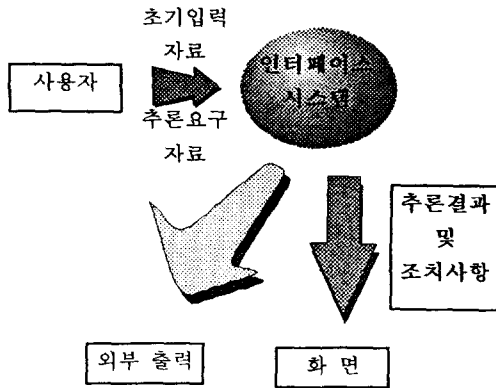 초기입력
자료
사용자
추론요구
자료
인터페이스
시스템
추론결과
및
조치사항
외부 출력
화 면